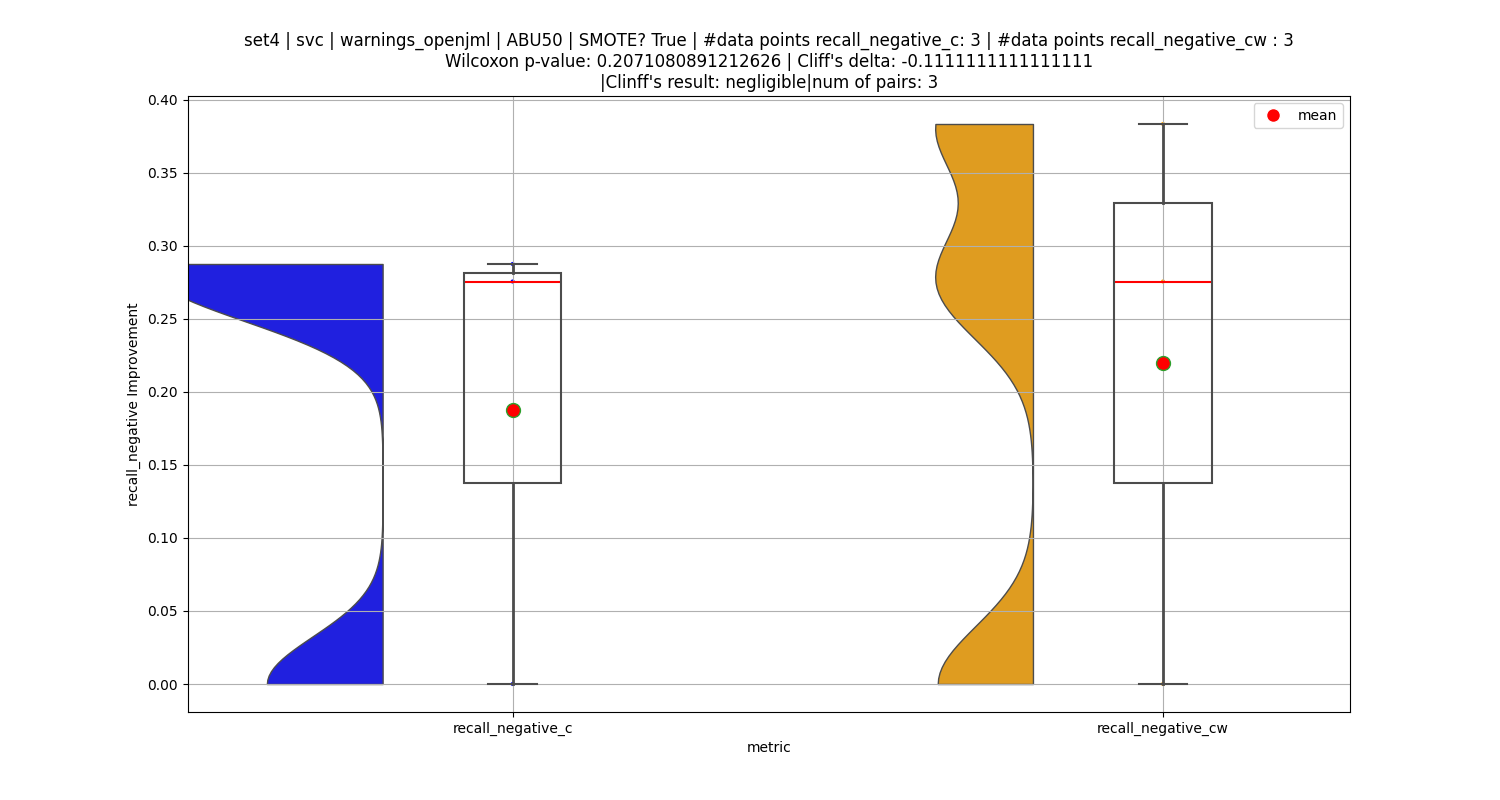 set4 | svc | warnings_openjml | ABU50 | SMOTE? True | #data points recall_negative_c: 3 | #data points recall_negative_cw : 3
Wilcoxon p-value: 0.2071080891212626 | Cliff's delta: -0.1111111111111111
|Clinff's result: negligible|num of pairs: 3
mean
0.40
0.35
0.30
0.25
0.20
0.15
0.10
0.05
0.00
recall_negative Improvement
recall_negative_c
recall_negative_cw
metric